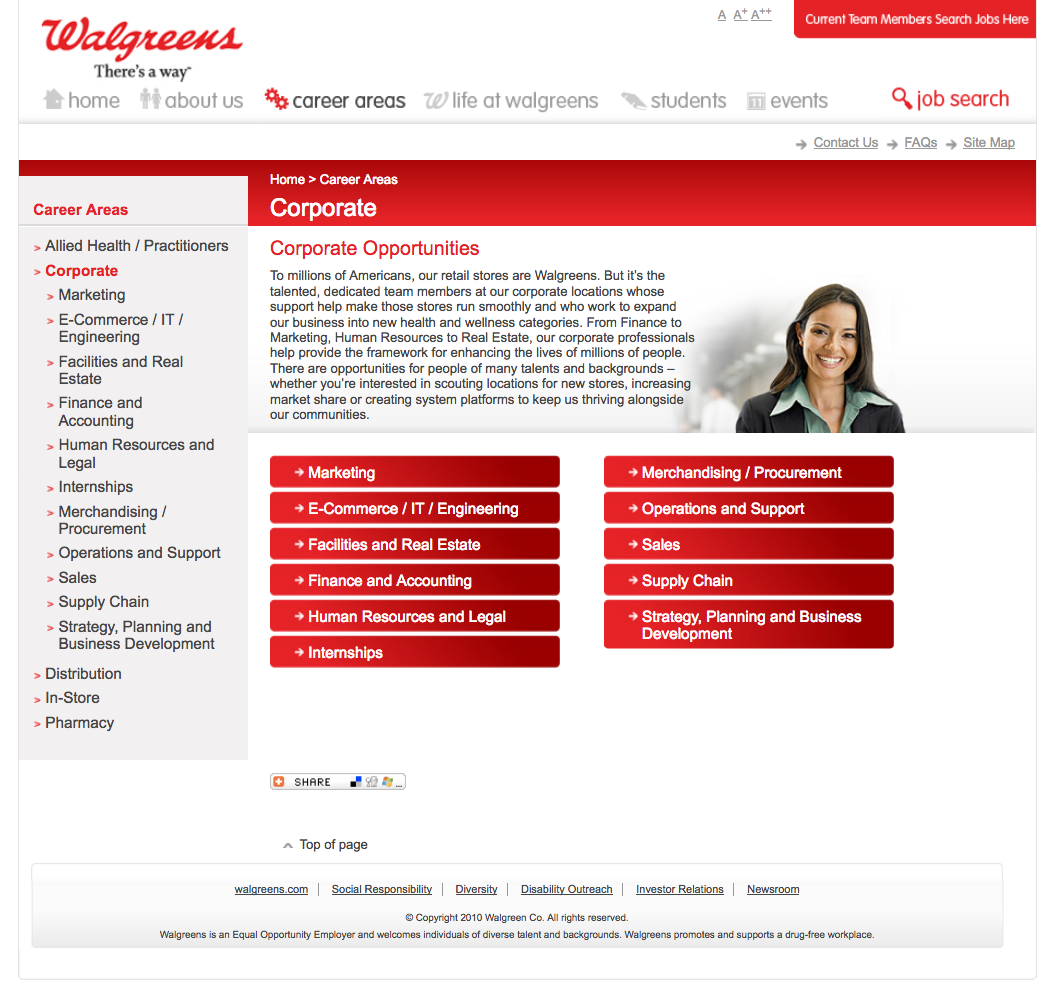 Walgreens
There's a way℠
A A+ A++
Current Team Members Search Jobs Here
home about us career areas life at walgreens students events job search
Contact Us FAQs Site Map
Career Areas
> Allied Health / Practitioners
> Corporate
> Marketing
> E-Commerce / IT /
Engineering
> Facilities and Real
Estate
> Finance and
Accounting
> Human Resources and
Legal
> Internships
> Merchandising /
Procurement
> Operations and Support
> Sales
> Supply Chain
> Strategy, Planning and
Business Development
> Distribution
> In-Store
> Pharmacy
Home > Career Areas
Corporate
Corporate Opportunities
To millions of Americans, our retail stores are Walgreens. But it's the
talented, dedicated team members at our corporate locations whose
support help make those stores run smoothly and who work to expand
our business into new health and wellness categories. From Finance to
Marketing, Human Resources to Real Estate, our corporate professionals
help provide the framework for enhancing the lives of millions of people.
There are opportunities for people of many talents and backgrounds –
whether you're interested in scouting locations for new stores, increasing
market share or creating system platforms to keep us thriving alongside
our communities.
Marketing
E-Commerce / IT / Engineering
Facilities and Real Estate
Finance and Accounting
Human Resources and Legal
Internships
Merchandising / Procurement
Operations and Support
Sales
Supply Chain
Strategy, Planning and Business
Development
SHARE ...
Top of page
walgreens.com | Social Responsibility | Diversity | Disability Outreach | Investor Relations | Newsroom
© Copyright 2010 Walgreen Co. All rights reserved.
Walgreens is an Equal Opportunity Employer and welcomes individuals of diverse talent and backgrounds. Walgreens promotes and supports a drug-free workplace.